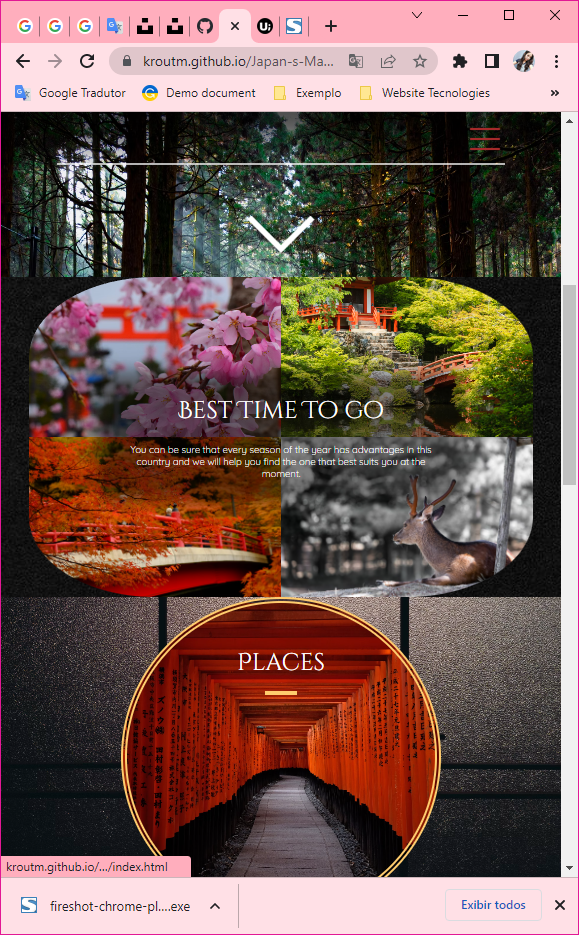 kroutm.github.io/Japan-s-Ma...
Google Tradutor
Demo document
Exemplo
Website Tecnologies
»
Best Time To go
You can be sure that every season of the year has advantages in this
country and we will help you find the one that best suits you at the
moment.
Places
kroutm.github.io/.../index.html
fireshot-chrome-pl....exe
Exibir todos